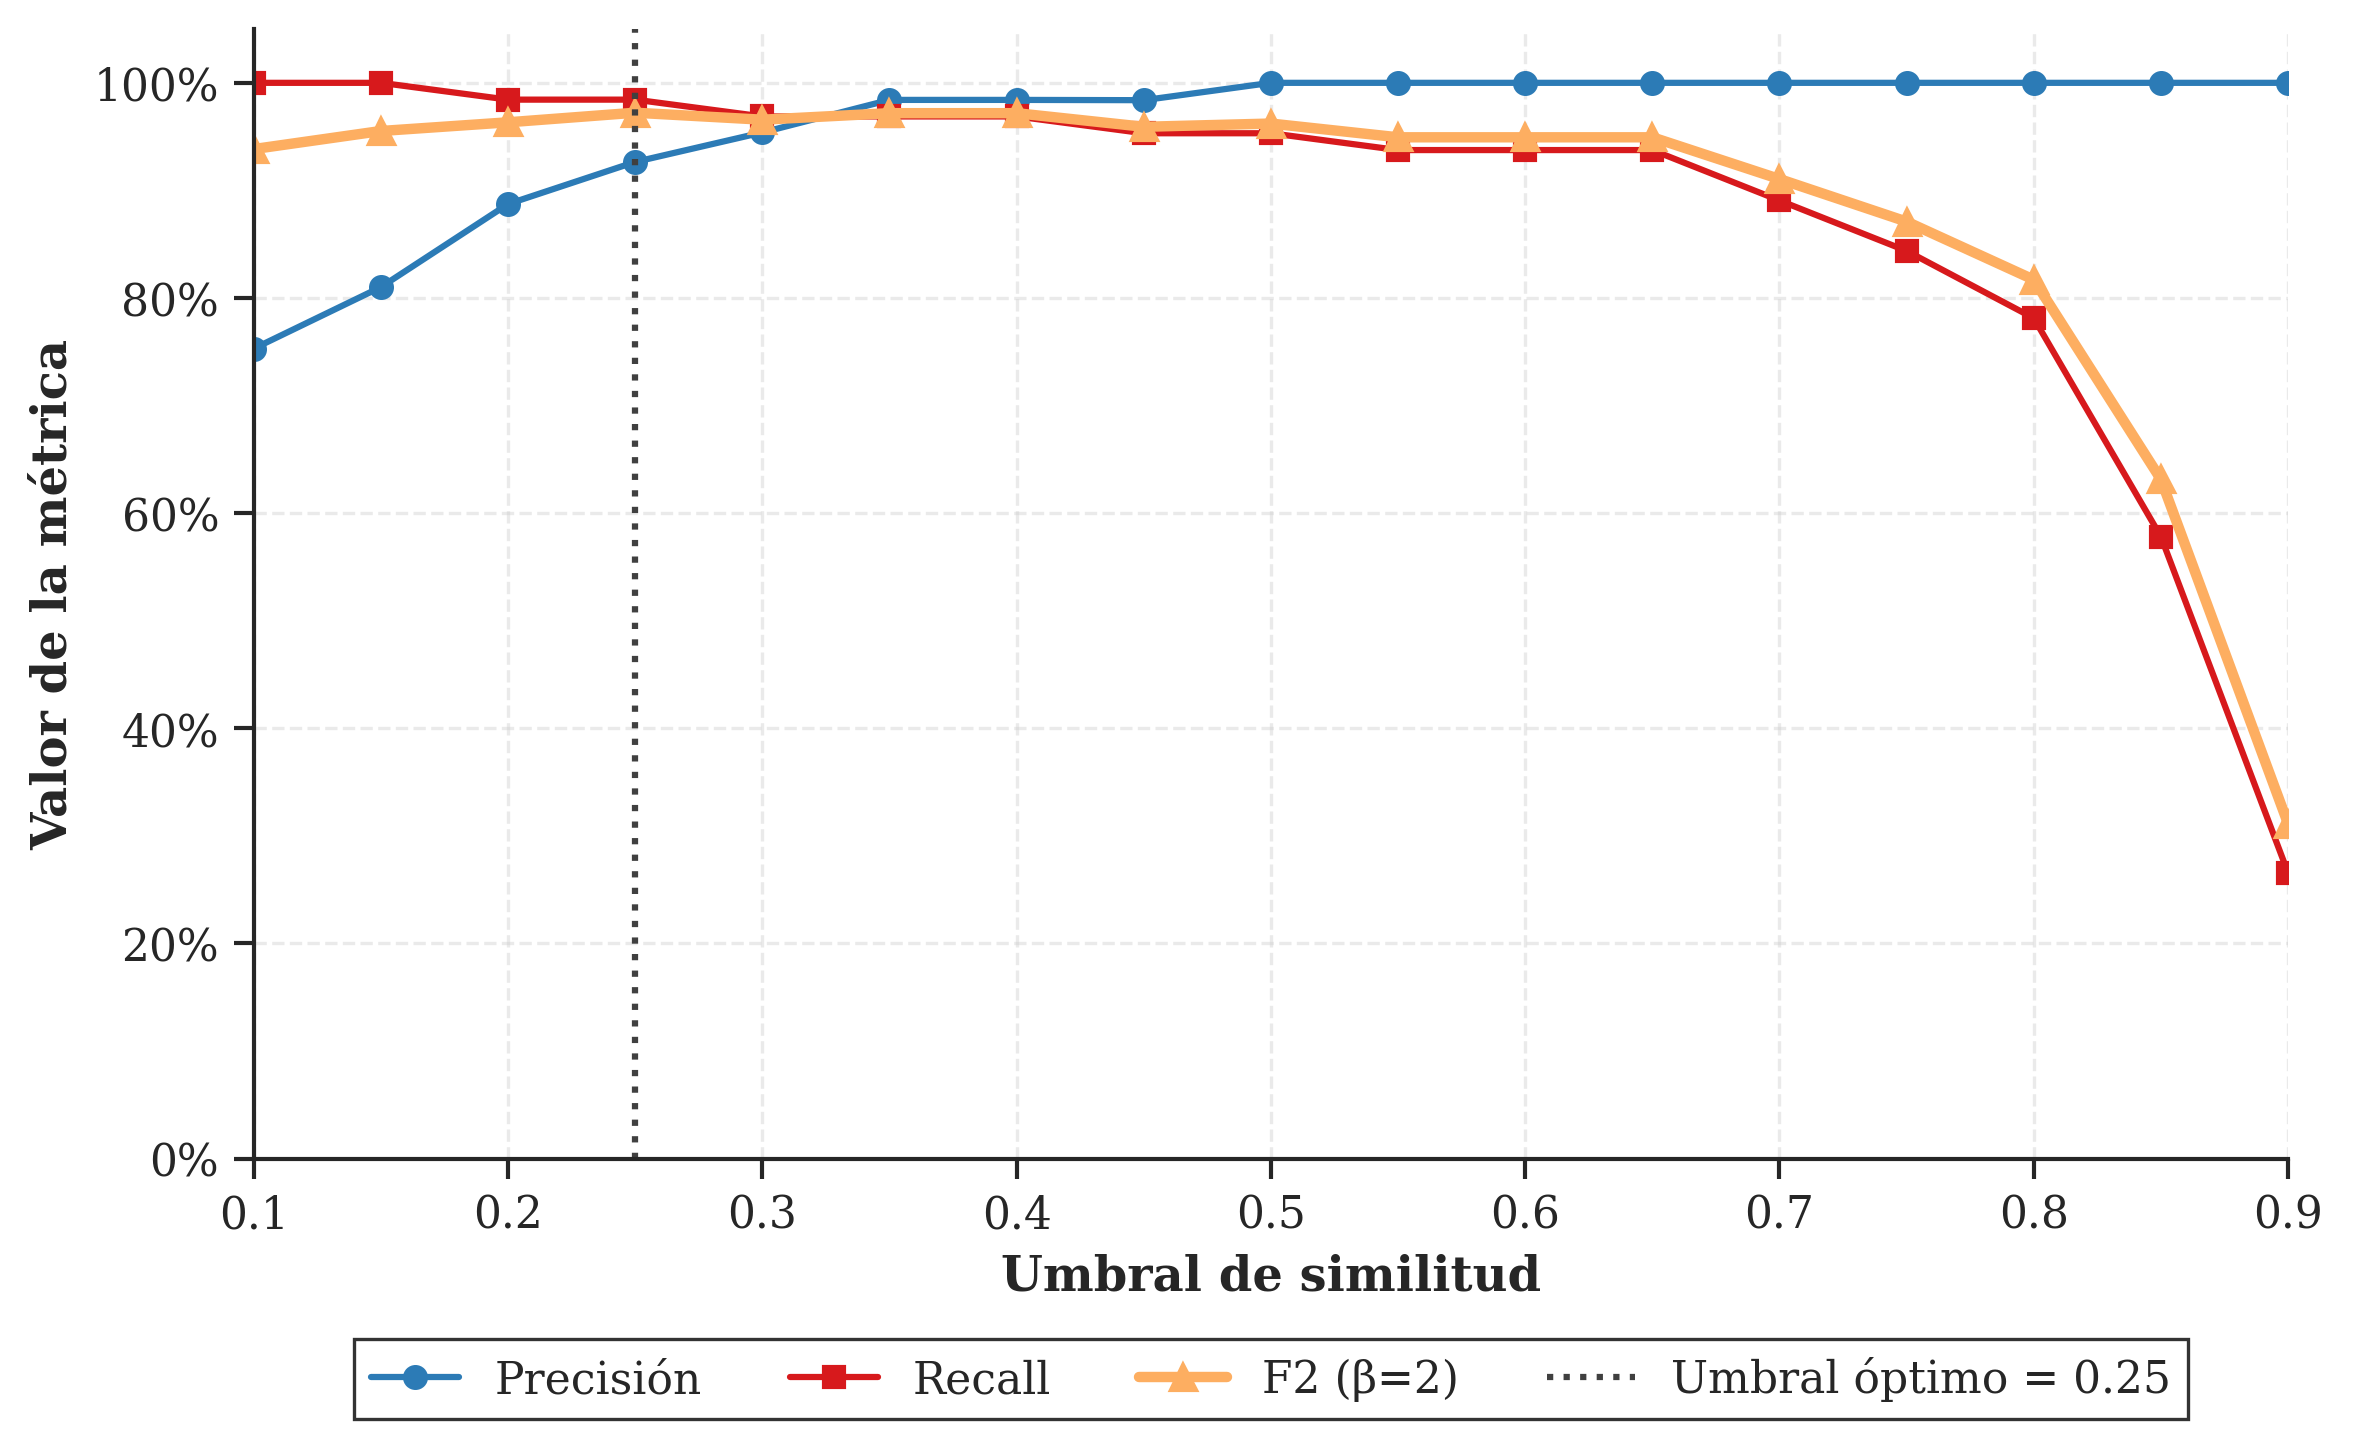 Valor de la métrica
100%
80%
60%
40%
20%
0%
0.1 0.2 0.3 0.4 0.5 0.6 0.7 0.8 0.9
Umbral de similitud
Precisión Recall F2 (β=2) Umbral óptimo = 0.25